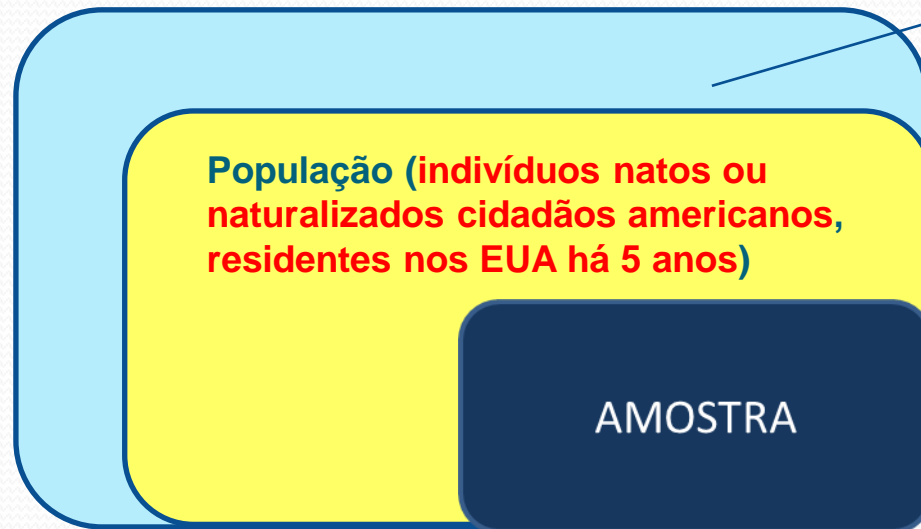 População (indivíduos natos ou
naturalizados cidadãos americanos,
residentes nos EUA há 5 anos)
AMOSTRA